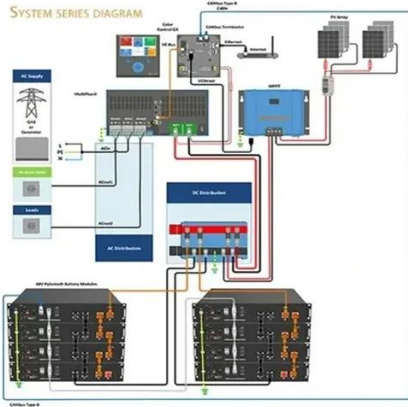 SYSTEM SERIES DIAGRAM
CANbus Type B
Cable
Color
Control GX
CANbus Terminator
PV Array
VE Bus
Ethernet
Internet
AC Supply
VE Direct
MultiPlus-II
MPPT
Grid
or
Generator
L
PE
N
ACin
ACout1
Loads
ACout2
DC Distribution
AC Distribution
48V Pylontech Battery Modules
CANbus Type B